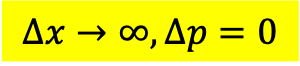 Δx → ∞, Δp = 0